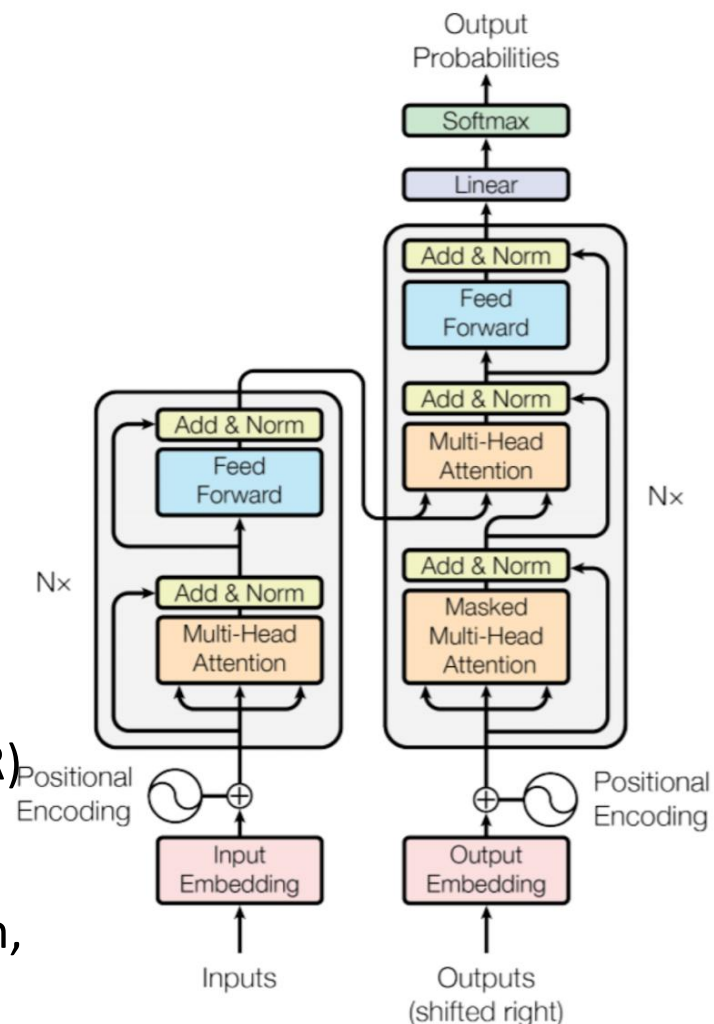 Output
Probabilities
Softmax
Linear
Add & Norm
Feed
Forward
Add & Norm
Multi-Head
Attention
Nx
Add & Norm
Masked
Multi-Head
Attention
Add & Norm
Feed
Forward
Nx
Add & Norm
Multi-Head
Attention
R)
Positional
Encoding
Positional
Encoding
Input
Embedding
Output
Embedding
n,
Inputs
Outputs
(shifted right)